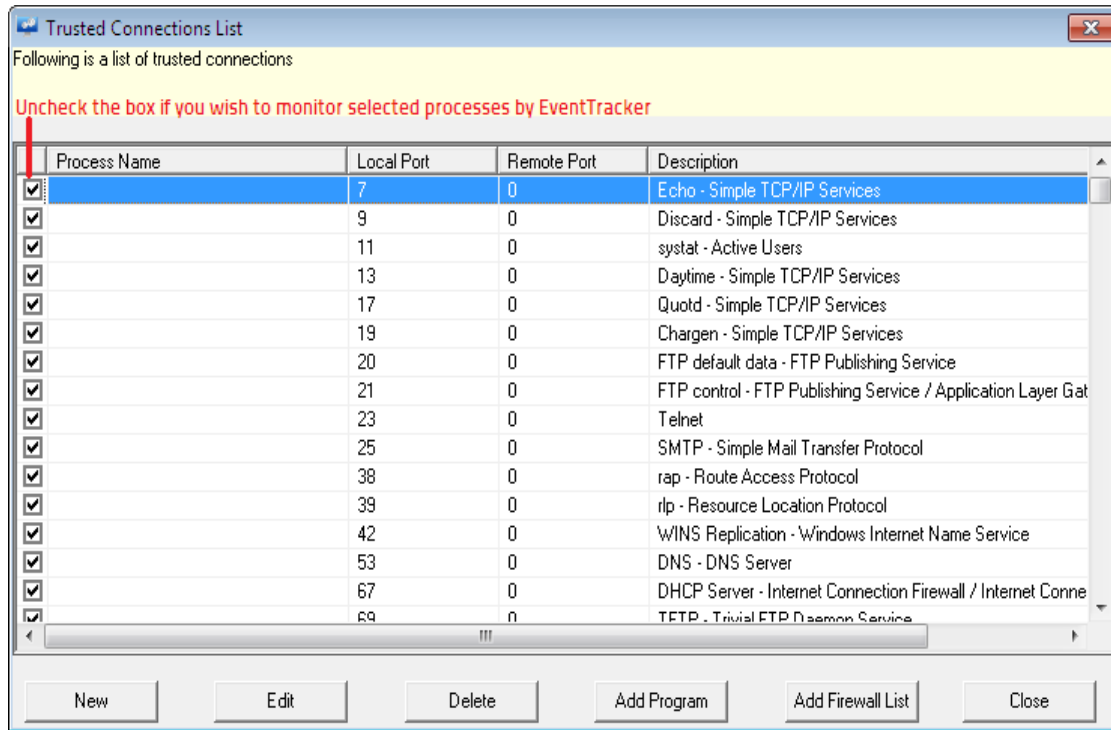 Trusted Connections List
Following is a list of trusted connections
Uncheck the box if you wish to monitor selected processes by EventTracker
Process Name Local Port Remote Port Description
7 0 Echo - Simple TCP/IP Services
9 0 Discard - Simple TCP/IP Services
11 0 systat - Active Users
13 0 Daytime - Simple TCP/IP Services
17 0 Quotd - Simple TCP/IP Services
19 0 Chargen - Simple TCP/IP Services
20 0 FTP default data - FTP Publishing Service
21 0 FTP control - FTP Publishing Service / Application Layer Gat
23 0 Telnet
25 0 SMTP - Simple Mail Transfer Protocol
38 0 rap - Route Access Protocol
39 0 rlp - Resource Location Protocol
42 0 WINS Replication - Windows Internet Name Service
53 0 DNS - DNS Server
67 0 DHCP Server - Internet Connection Firewall / Internet Conne
69 0 TFTP - Trivial FTP Daemon Service
New Edit Delete Add Program Add Firewall List Close